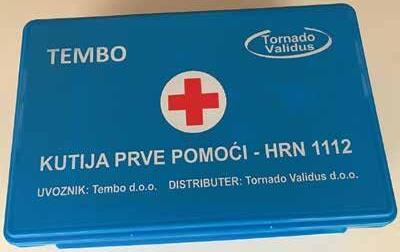 TEMBO
Tornado
Validus
KUTIJA PRVE POMOĆI - HRN 1112
UVOZNIK: Tembo d.o.o. DISTRIBUTER: Tornado Validus d.o.o.